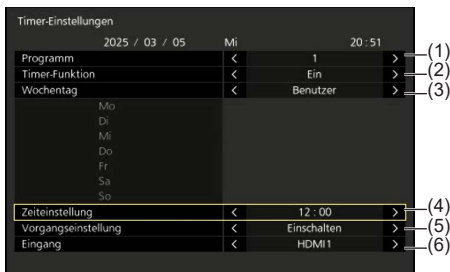 Timer-Einstellungen
2025 / 03 / 05 Mi 20 : 51
Programm < 1 > (1)
Timer-Funktion < Ein > (2)
Wochentag < Benutzer > (3)
Mo
Di
Mi
Do
Fr
Sa
So
Zeiteinstellung < 12 : 00 > (4)
Vorgangseinstellung < Einschalten > (5)
Eingang < HDMI1 > (6)